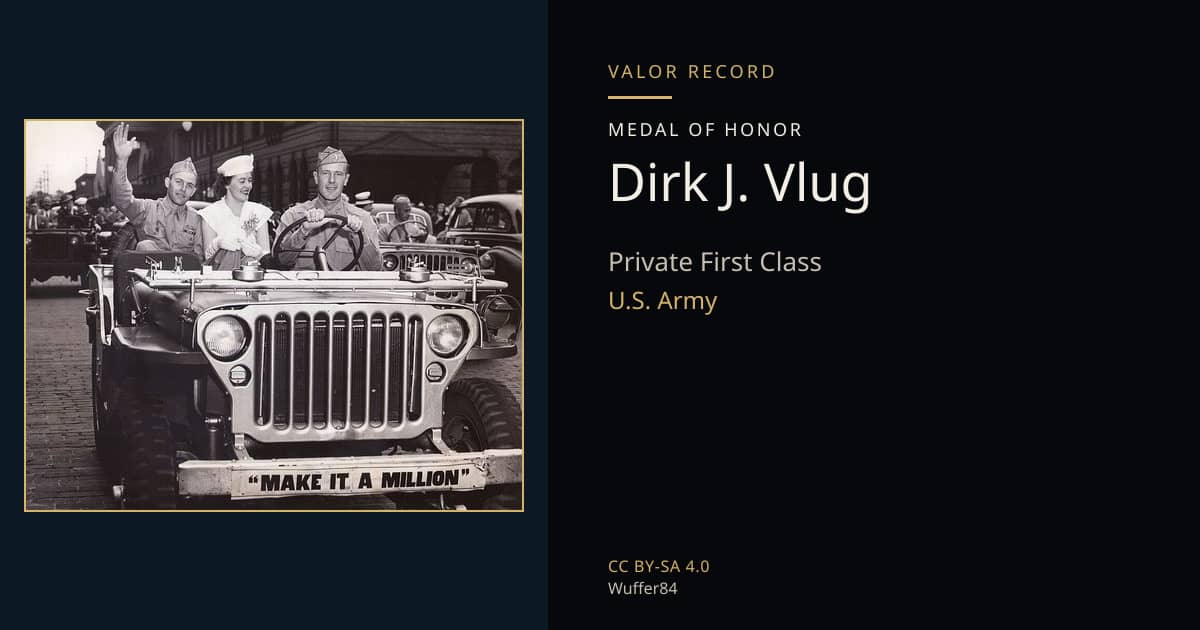 VALOR RECORD
MEDAL OF HONOR
Dirk J. Vlug
Private First Class
U.S. Army
"MAKE IT A MILLION"
CC BY-SA 4.0
Wuffer84